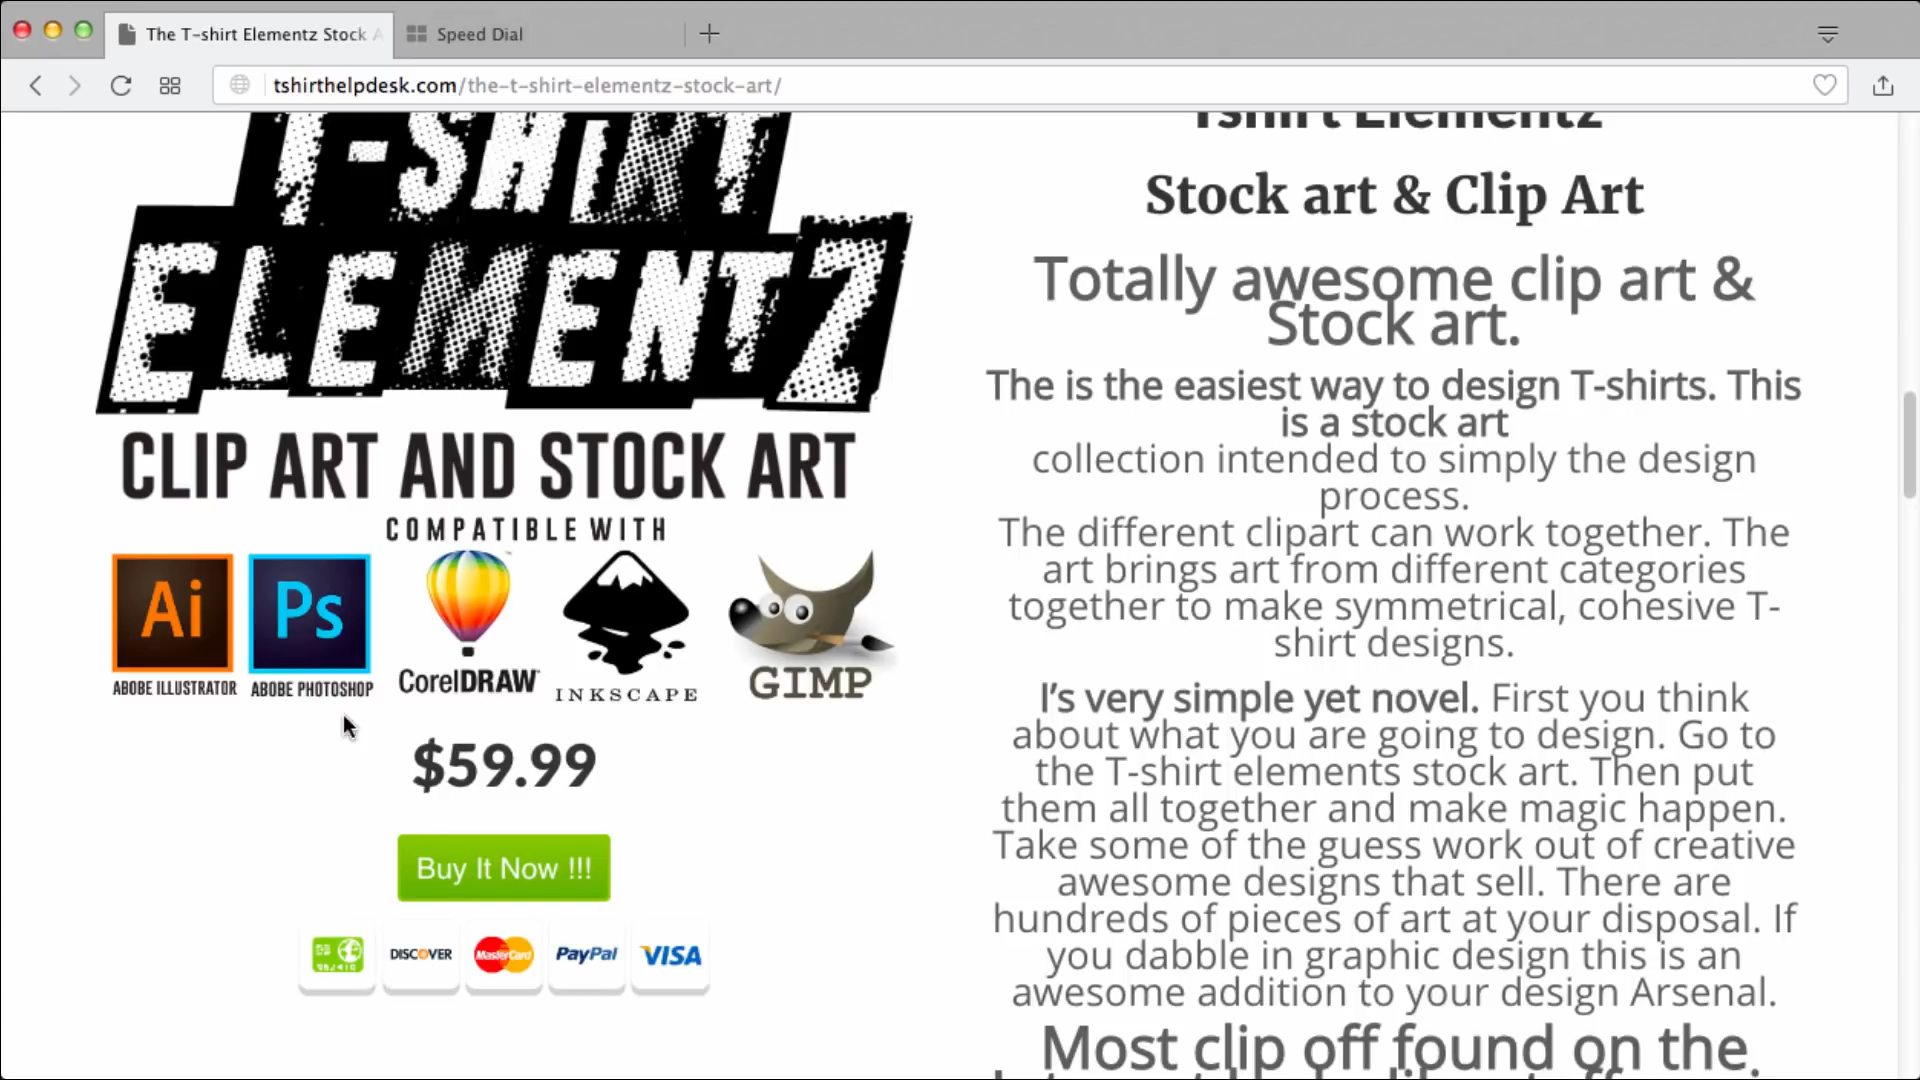 The T-shirt Elementz Stock A
Speed Dial
tshirthelpdesk.com/the-t-shirt-elementz-stock-art/
T-SHIRT
ELEMENTZ
CLIP ART AND STOCK ART
COMPATIBLE WITH
Ai
Ps
ABOBE ILLUSTRATOR
ABOBE PHOTOSHOP
CorelDRAW
INKSCAPE
GIMP
$59.99
Buy It Now !!!
DISCOVER
MasterCard
PayPal
VISA
Tshirt Elementz
Stock art & Clip Art
Totally awesome clip art &
Stock art.
The is the easiest way to design T-shirts. This
is a stock art
collection intended to simply the design
process.
The different clipart can work together. The
art brings art from different categories
together to make symmetrical, cohesive T-
shirt designs.
I's very simple yet novel. First you think
about what you are going to design. Go to
the T-shirt elements stock art. Then put
them all together and make magic happen.
Take some of the guess work out of creative
awesome designs that sell. There are
hundreds of pieces of art at your disposal. If
you dabble in graphic design this is an
awesome addition to your design Arsenal.
Most clip off found on the